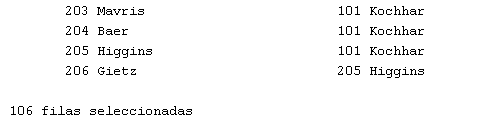 203 Mavris 101 Kochhar
204 Baer 101 Kochhar
205 Higgins 101 Kochhar
206 Gietz 205 Higgins
106 filas seleccionadas